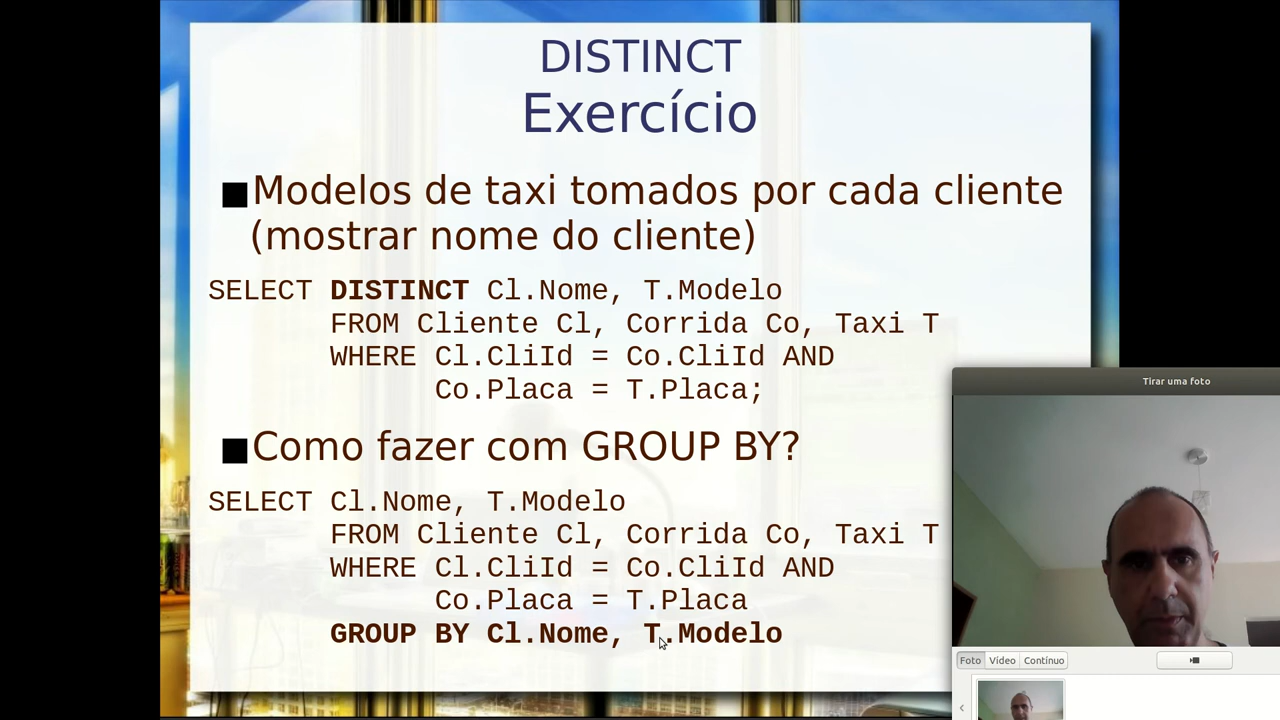 DISTINCT
Exercício
Modelos de taxi tomados por cada cliente
(mostrar nome do cliente)
SELECT DISTINCT Cl.Nome, T.Modelo
FROM Cliente Cl, Corrida Co, Taxi T
WHERE Cl.CliId = Co.CliId AND
Co.Placa = T.Placa;
Como fazer com GROUP BY?
SELECT Cl.Nome, T.Modelo
FROM Cliente Cl, Corrida Co, Taxi T
WHERE Cl.CliId = Co.CliId AND
Co.Placa = T.Placa
GROUP BY Cl.Nome, T.Modelo
Tirar uma foto
Foto Vídeo Contínuo